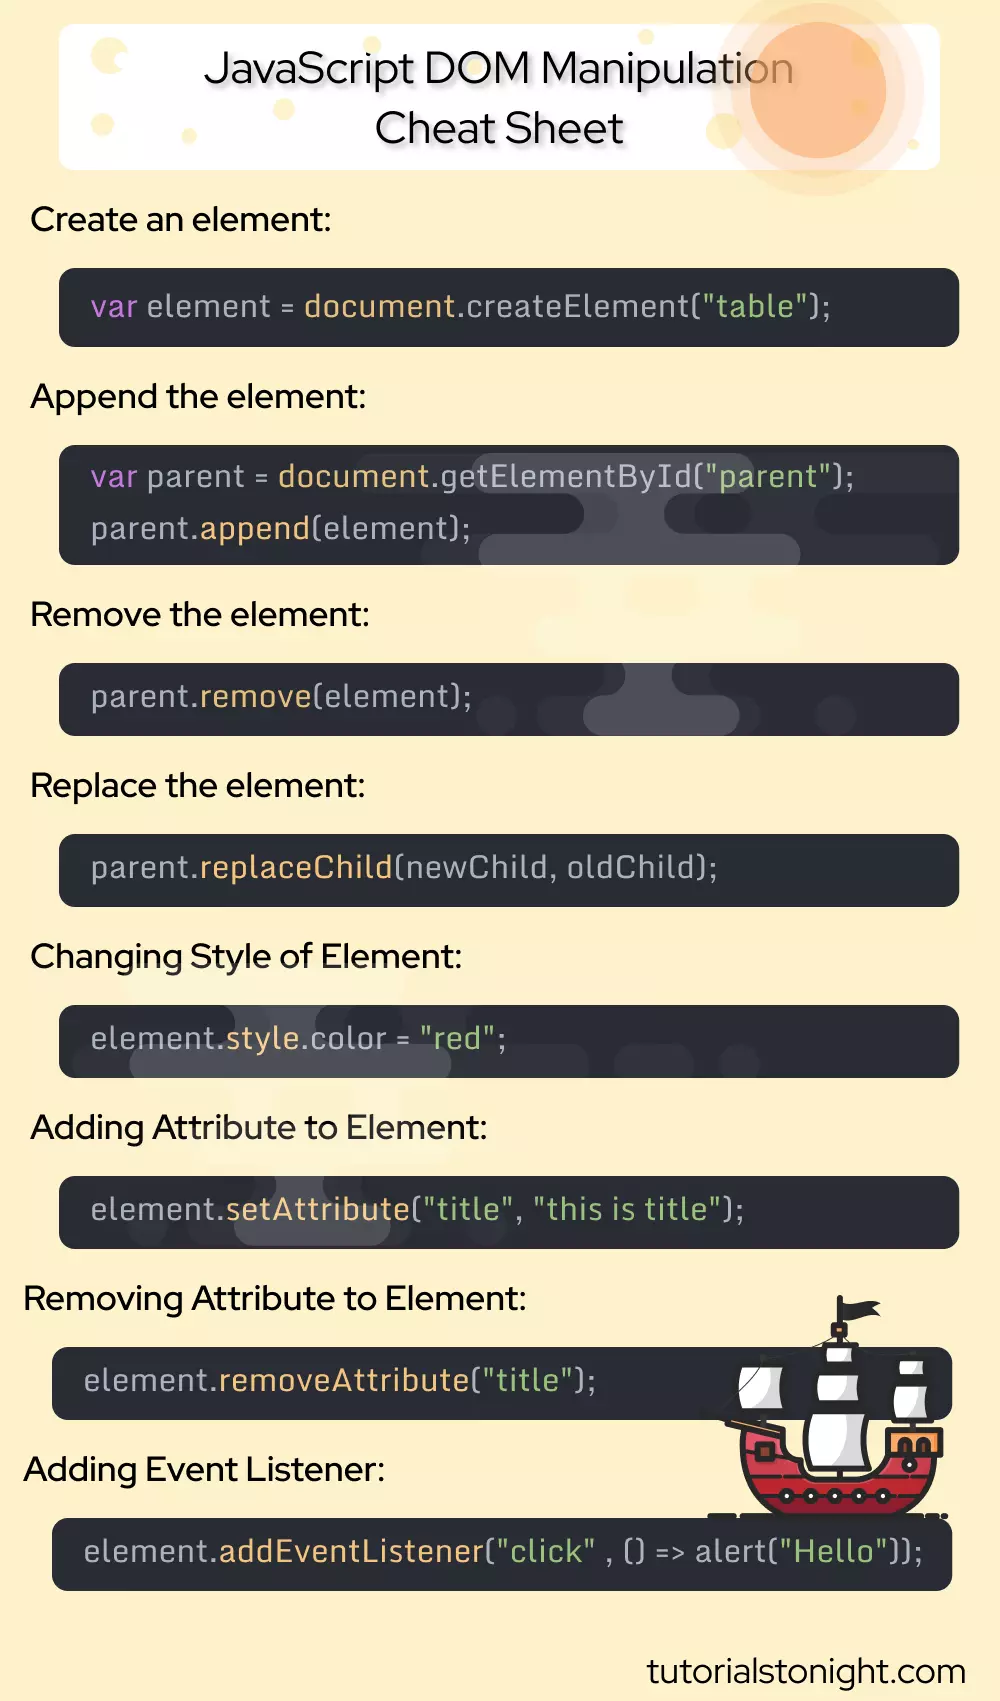 JavaScript DOM Manipulation
Cheat Sheet
Create an element:
var element = document.createElement("table");
Append the element:
var parent = document.getElementById("parent");
parent.append(element);
Remove the element:
parent.remove(element);
Replace the element:
parent.replaceChild(newChild, oldChild);
Changing Style of Element:
element.style.color = "red";
Adding Attribute to Element:
element.setAttribute("title", "this is title");
Removing Attribute to Element:
element.removeAttribute("title");
Adding Event Listener:
element.addEventListener("click" , () => alert("Hello"));
tutorialstonight.com